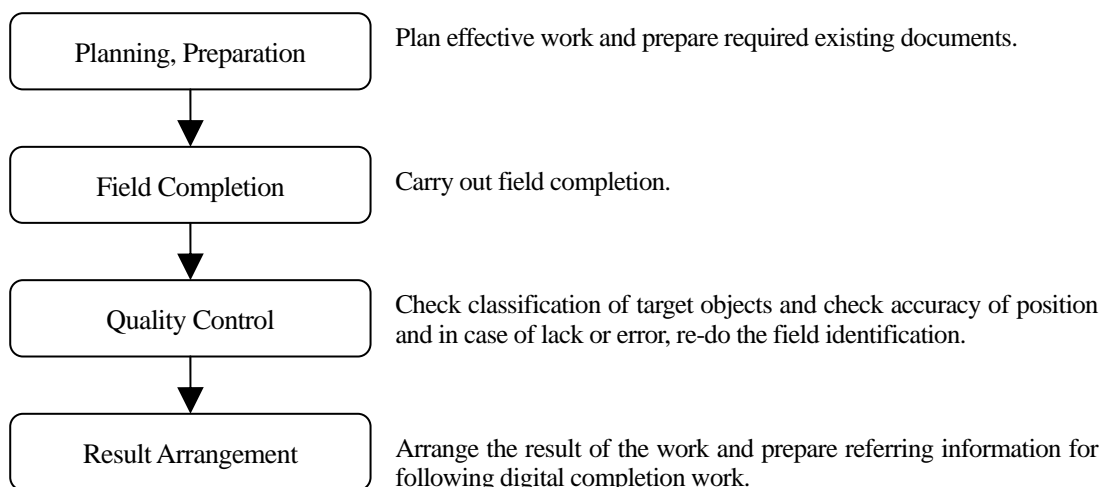 Planning, Preparation
Plan effective work and prepare required existing documents.
Field Completion
Carry out field completion.
Quality Control
Check classification of target objects and check accuracy of position
and in case of lack or error, re-do the field identification.
Result Arrangement
Arrange the result of the work and prepare referring information for
following digital completion work.